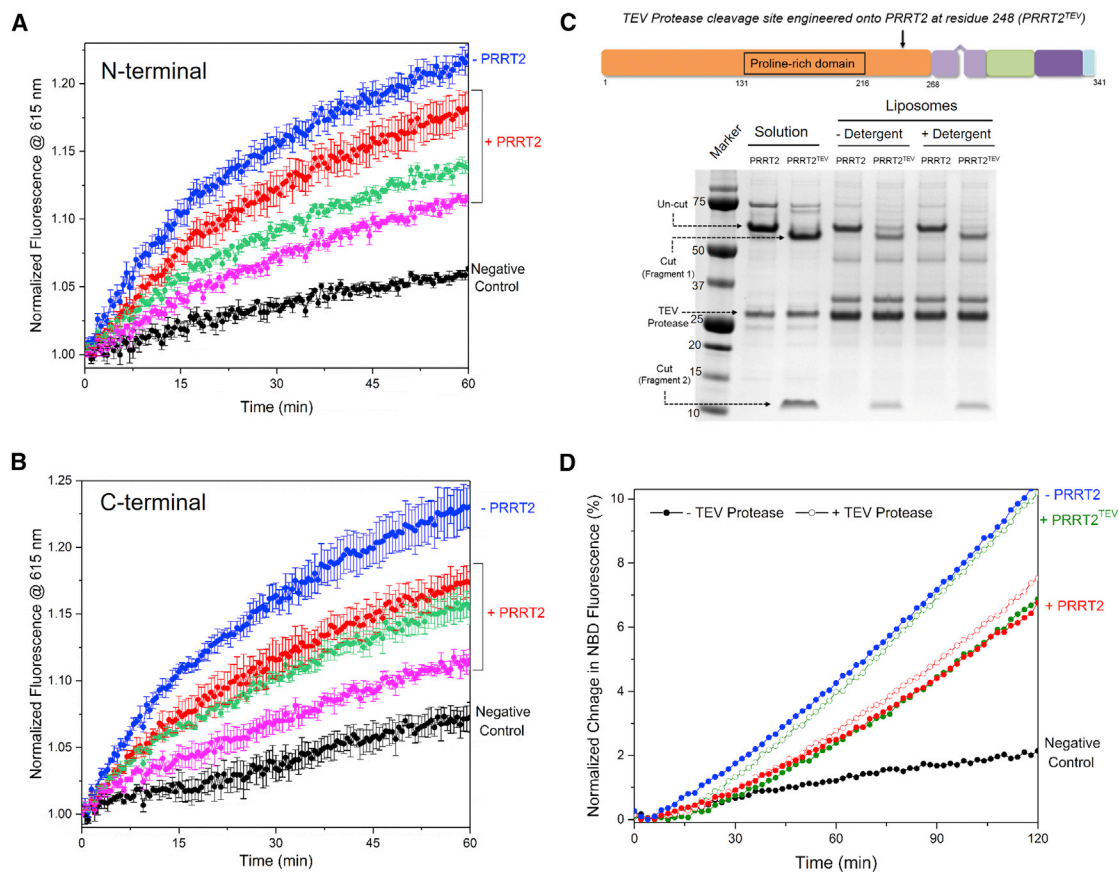 A
N-terminal
Normalized Fluorescence @ 615 nm
1.20
1.15
1.10
1.05
1.00
0
15
30
45
60
Time (min)
- PRRT2
+ PRRT2
Negative
Control
B
C-terminal
Normalized Fluorescence @ 615 nm
1.25
1.20
1.15
1.10
1.05
1.00
0
15
30
45
60
Time (min)
- PRRT2
+ PRRT2
Negative
Control
C
TEV Protease cleavage site engineered onto PRRT2 at residue 248 (PRRT2TEV)
Proline-rich domain
1
131
216
268
341
Liposomes
Marker
Solution
- Detergent
+ Detergent
PRRT2
PRRT2TEV
PRRT2
PRRT2TEV
PRRT2
PRRT2TEV
Un-cut
Cut
(Fragment 1)
TEV
Protease
Cut
(Fragment 2)
75
50
37
25
20
15
10
D
Normalized Chnage in NBD Fluorescence (%)
10
8
6
4
2
0
0
30
60
90
120
Time (min)
- TEV Protease
+ TEV Protease
- PRRT2
+ PRRT2TEV
+ PRRT2
Negative
Control